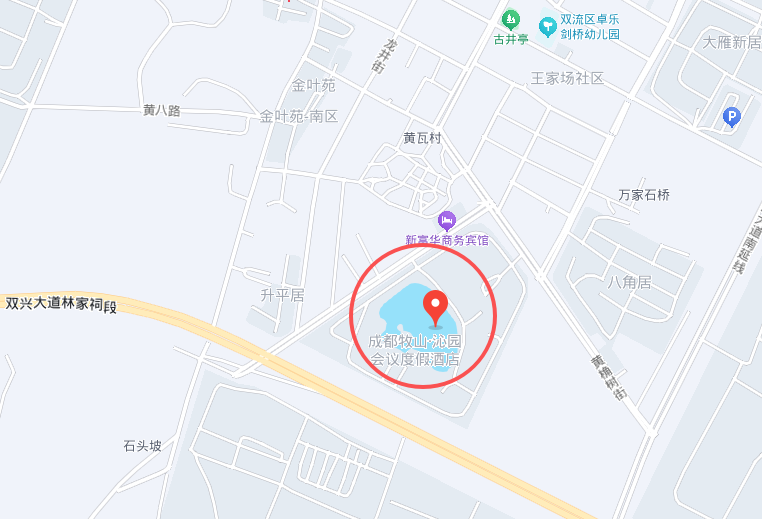 双流区卓乐
剑桥幼儿园
古井亭
大雁新居
龙井街
王家场社区
金叶苑
黄八路
金叶苑-南区
P
黄瓦村
万家石桥
大道南延线
新富华商务宾馆
八角居
升平居
双兴大道林家祠段
成都牧山·沁园
会议度假酒店
黄桷树街
石头坡